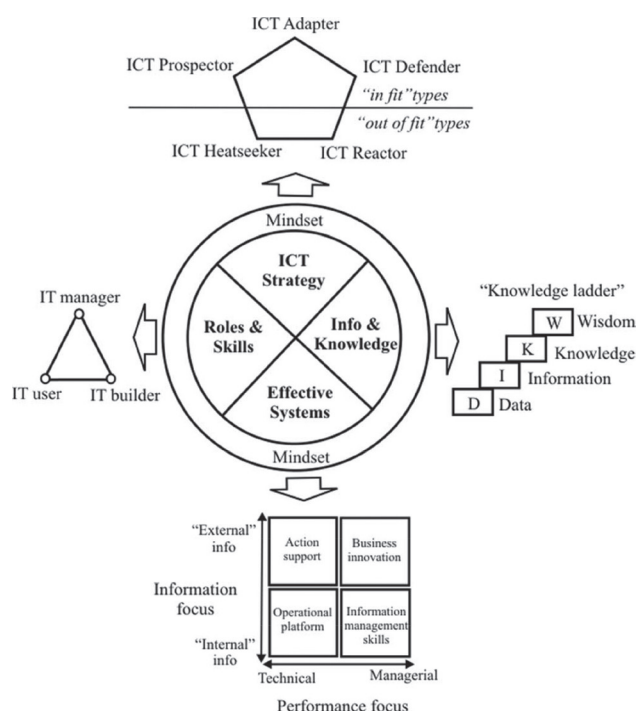 ICT Adapter
ICT Prospector
ICT Defender
“in fit”types
“out of fit”types
ICT Heatseeker
ICT Reactor
Mindset
ICT
Strategy
Roles &
Skills
Info &
Knowledge
Effective
Systems
Mindset
IT manager
IT user
IT builder
“Knowledge ladder”
W Wisdom
K Knowledge
I Information
D Data
“External”
info
Action
support
Business
innovation
Information
focus
Operational
platform
Information
management
skills
“Internal”
info
Technical
Managerial
Performance focus